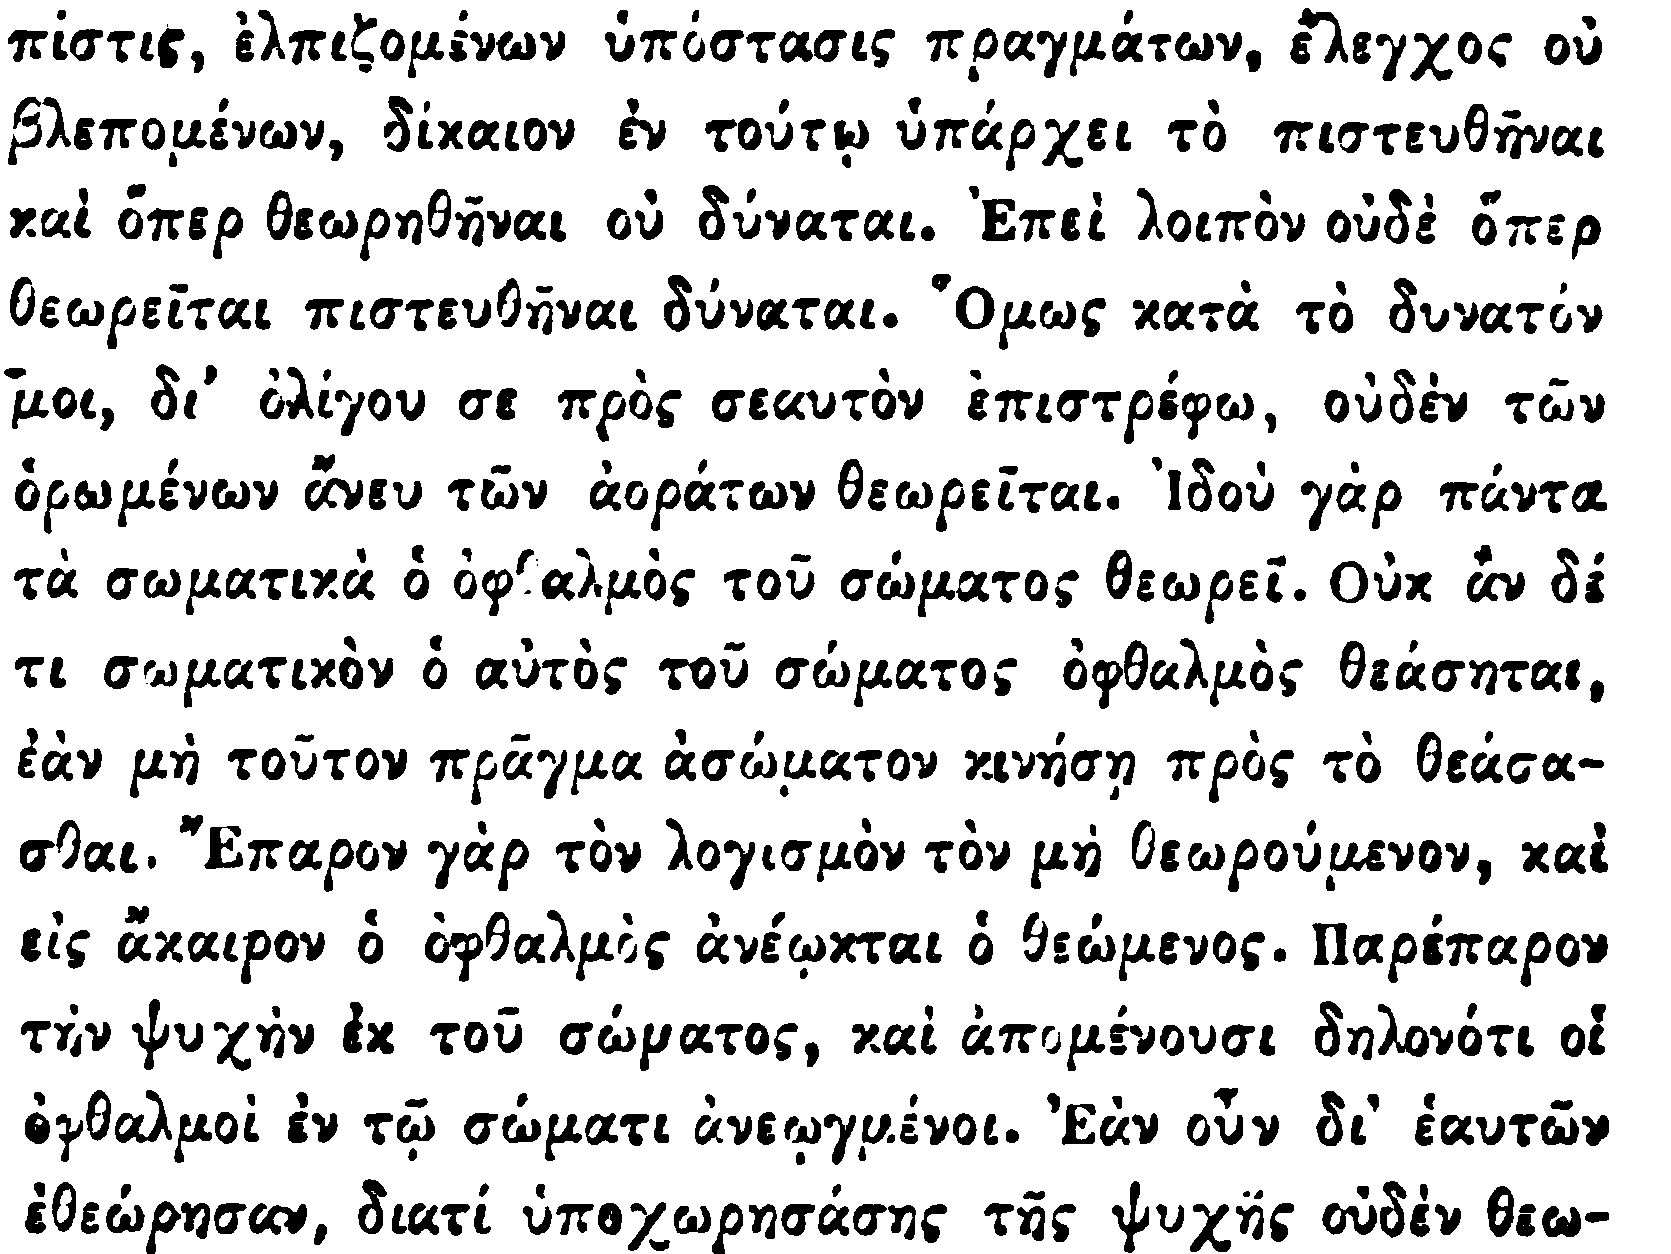 πίστις, ἐλπιζομένων ὑπόστασις πραγμάτων, ἔλεγχος οὐ
βλεπομένων, δίκαιον ἐν τούτῳ ὑπάρχει τὸ πιστευθῆναι
καὶ ὅπερ θεωρηθῆναι οὐ δύναται. Ἐπεὶ λοιπὸν οὐδὲ ὅπερ
θεωρεῖται πιστευθῆναι δύναται. Ὅμως κατὰ τὸ δυνατόν
μοι, δι’ ὀλίγου σε πρὸς σεαυτὸν ἐπιστρέφω, οὐδὲν τῶν
ὁρωμένων ἄνευ τῶν ἀοράτων θεωρεῖται. Ἰδοὺ γὰρ πάντα
τὰ σωματικὰ ὁ ὀφθαλμὸς τοῦ σώματος θεωρεῖ. Οὐκ ἂν δέ
τι σωματικὸν ὁ αὐτὸς τοῦ σώματος ὀφθαλμὸς θεάσηται,
ἐὰν μὴ τοῦτον πρᾶγμα ἀσώματον κινήσῃ πρὸς τὸ θεάσα-
σθαι. Ἔπαρον γὰρ τὸν λογισμὸν τὸν μὴ θεωρούμενον, καὶ
εἰς ἄκαιρον ὁ ὀφθαλμὸς ἀνέῳκται ὁ θεώμενος. Παρέπαρον
τὴν ψυχὴν ἐκ τοῦ σώματος, καὶ ἀπομένουσι δηλονότι οἱ
ὀφθαλμοὶ ἐν τῷ σώματι ἀνεῳγμένοι. Ἐὰν οὖν δι’ ἑαυτῶν
ἐθεώρησαν, διατί ὑποχωρησάσης τῆς ψυχῆς οὐδὲν θεω-